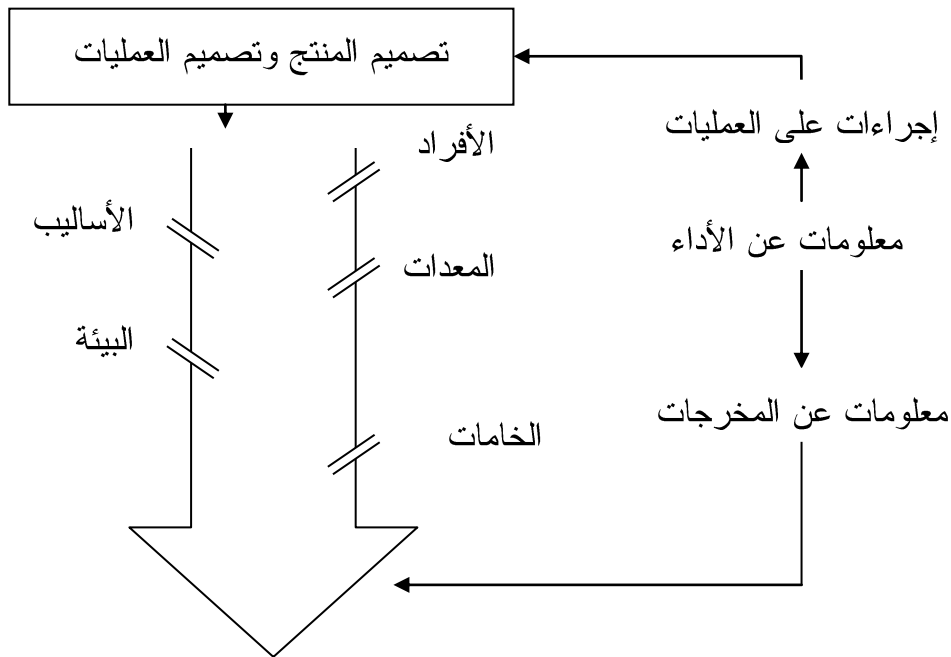 تصميم المنتج وتصميم العمليات
إجراءات على العمليات
الأفراد
الأساليب
معلومات عن الأداء
المعدات
البيئة
معلومات عن المخرجات
الخامات